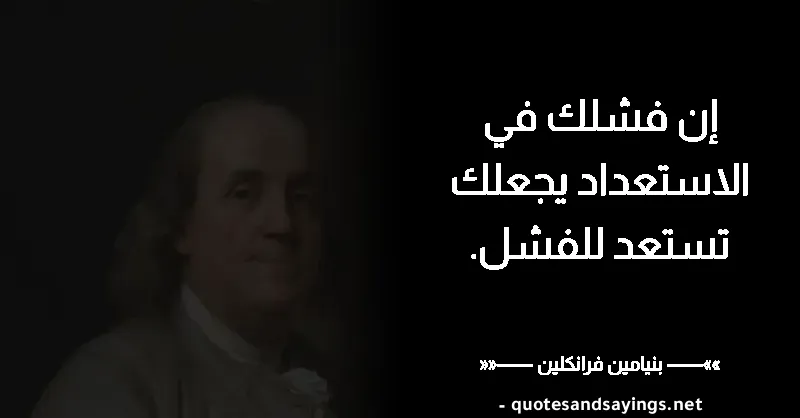 إن فشلك في
الاستعداد يجعلك
تستعد للفشل.
»»—— بنيامين فرانكلين ——««
- quotesandsayings.net